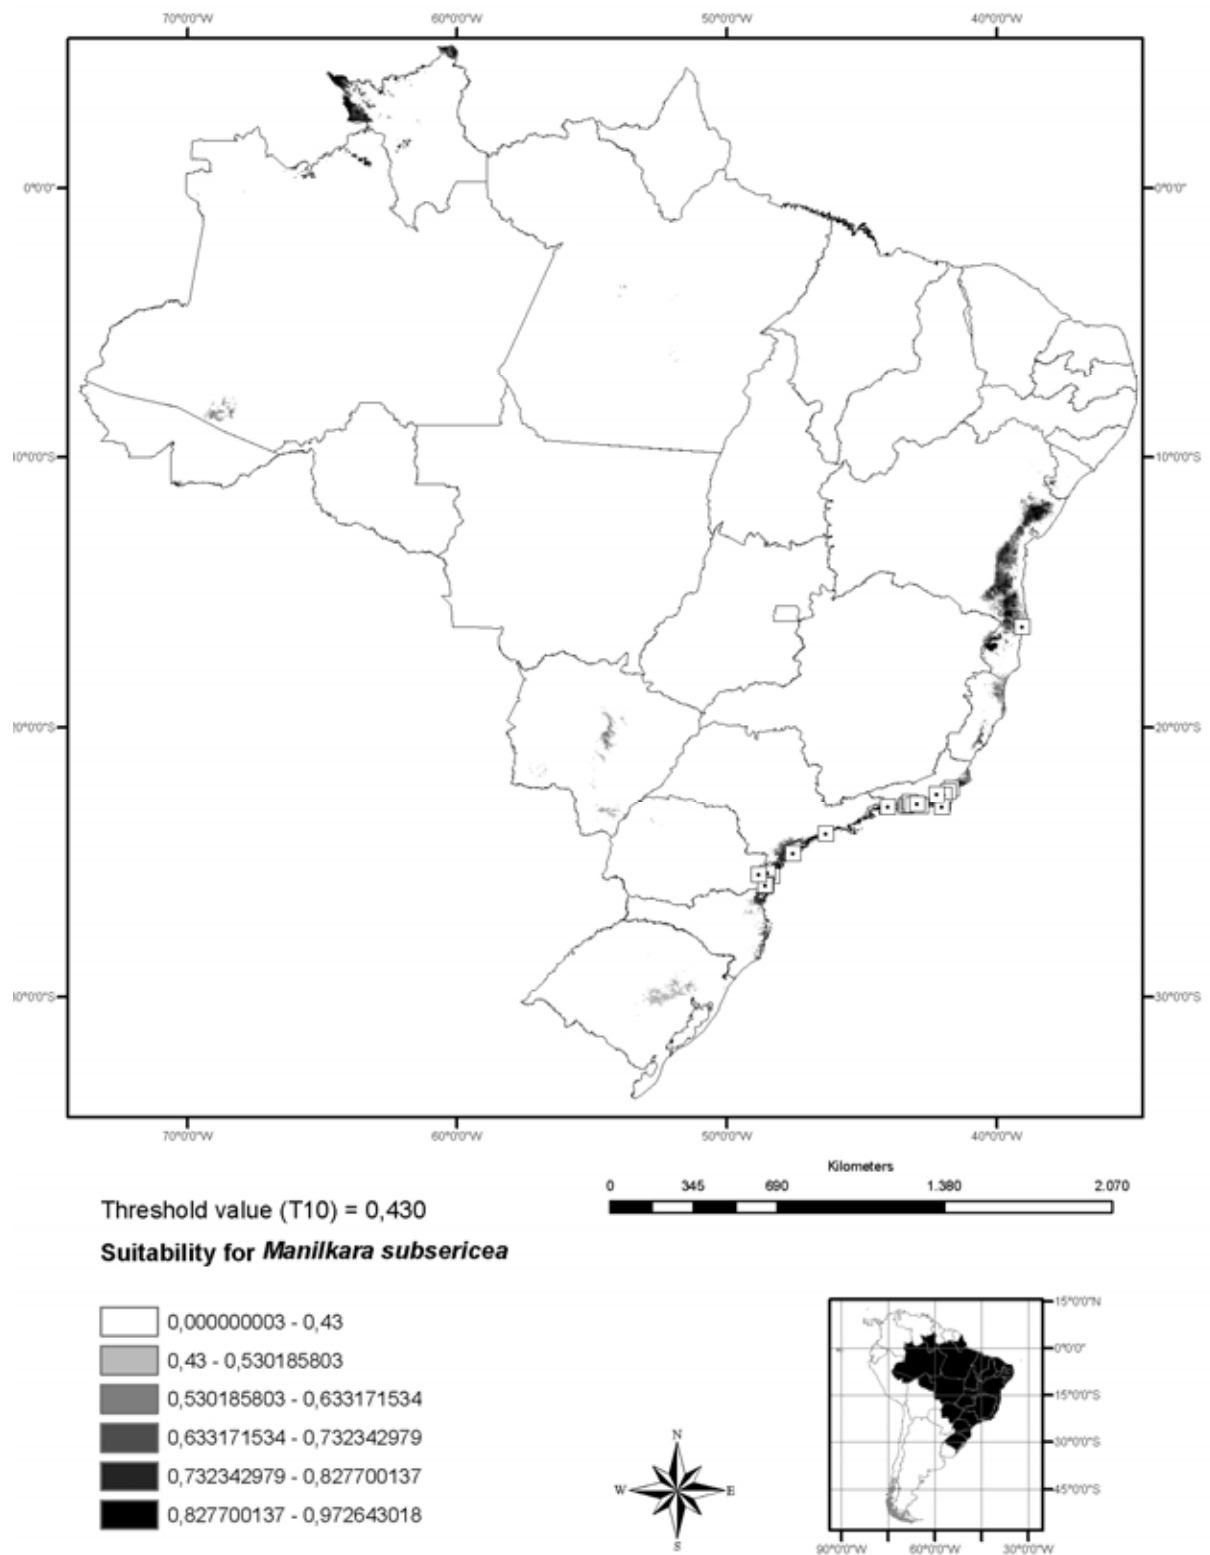 70°0'0"W 60°0'0"W 50°0'0"W 40°0'0"W
0°0'0" 0°0'0"
10°0'0"S 10°0'0"S
20°0'0"S 20°0'0"S
30°0'0"S 30°0'0"S
70°0'0"W 60°0'0"W 50°0'0"W 40°0'0"W
Kilometers
0 345 690 1.380 2.070
Threshold value (T10) = 0,430
Suitability for Manilkara subsericea
0,000000003 - 0,43
0,43 - 0,530185803
0,530185803 - 0,633171534
0,633171534 - 0,732342979
0,732342979 - 0,827700137
0,827700137 - 0,972643018
N
W E
S
15°0'0"N
0°0'0"
15°0'0"S
30°0'0"S
45°0'0"S
90°0'0"W 60°0'0"W 30°0'0"W